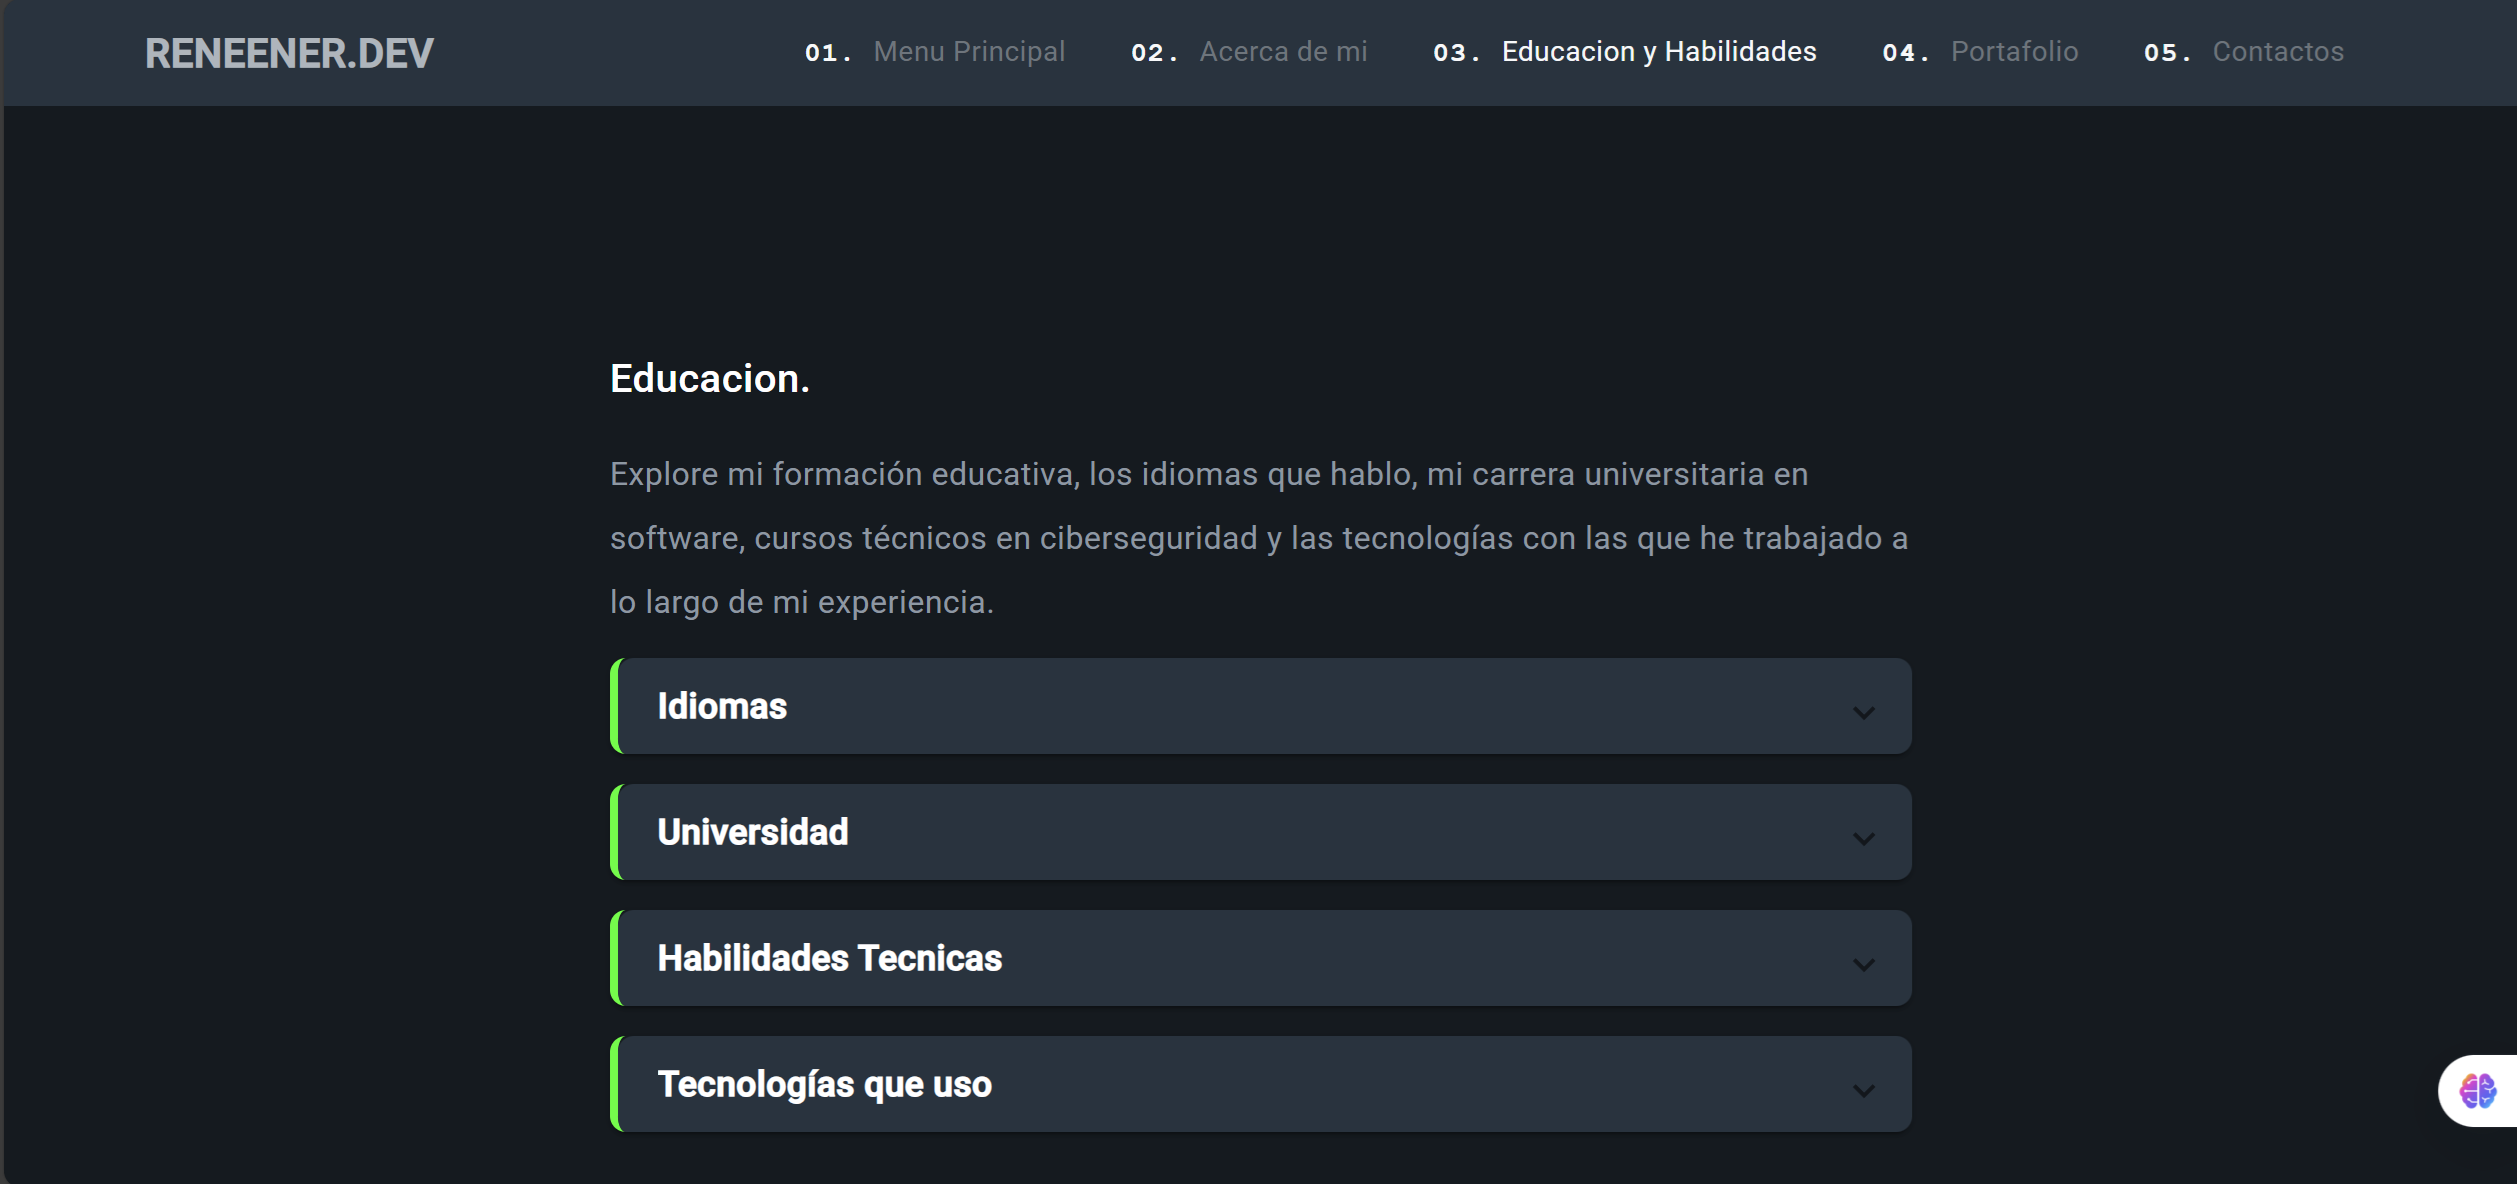 RENEENER.DEV
01. Menu Principal 02. Acerca de mi 03. Educacion y Habilidades 04. Portafolio 05. Contactos
Educacion.
Explore mi formación educativa, los idiomas que hablo, mi carrera universitaria en
software, cursos técnicos en ciberseguridad y las tecnologías con las que he trabajado a
lo largo de mi experiencia.
Idiomas
Universidad
Habilidades Tecnicas
Tecnologías que uso